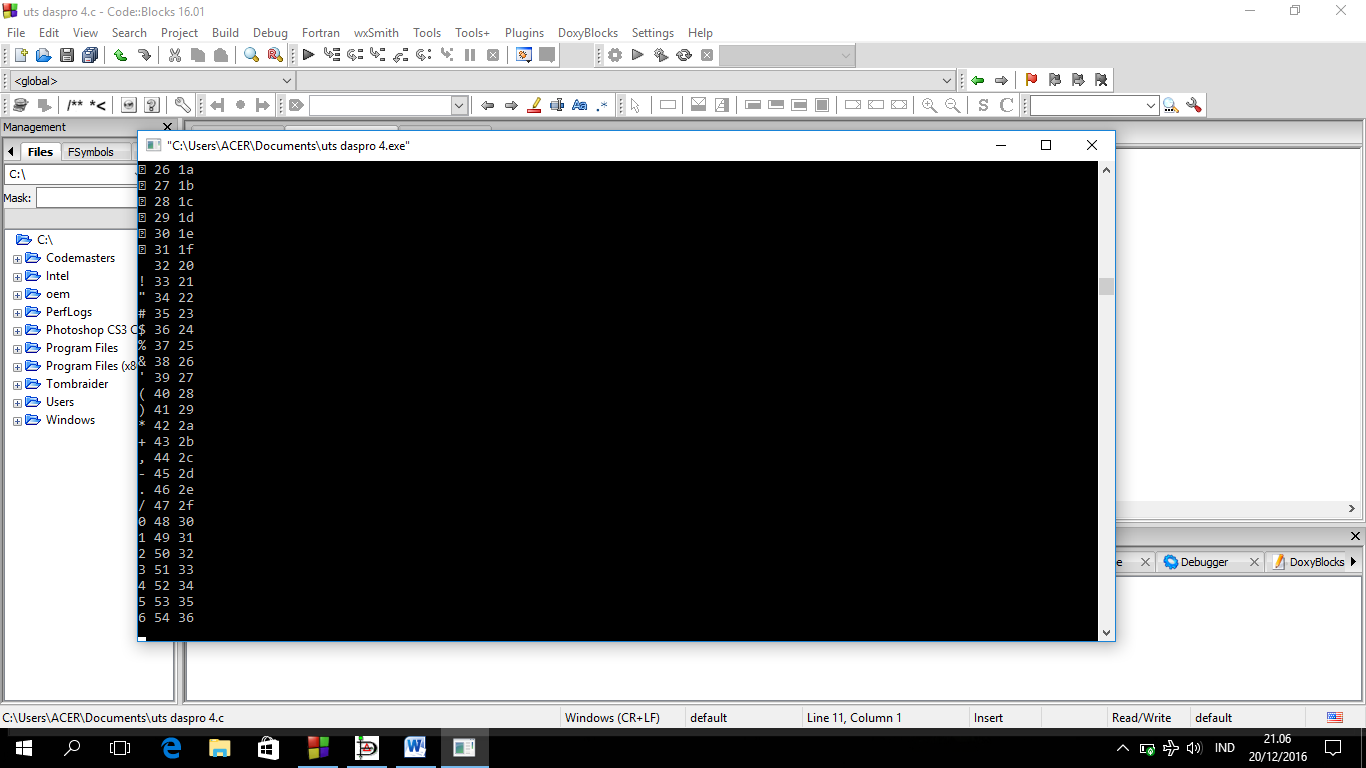 uts daspro 4.c - Code::Blocks 16.01
File Edit View Search Project Build Debug Fortran wxSmith Tools Tools+ Plugins DoxyBlocks Settings Help
<global>
/** *<
Aa .*
S C
Management
Files FSymbols
C:\
Mask:
C:\
Codemasters
Intel
oem
PerfLogs
Photoshop CS3 C
Program Files
Program Files (x8
Tombraider
Users
Windows
"C:\Users\ACER\Documents\uts daspro 4.exe"
26 1a
27 1b
28 1c
29 1d
30 1e
31 1f
32 20
! 33 21
" 34 22
# 35 23
$ 36 24
% 37 25
& 38 26
' 39 27
( 40 28
) 41 29
* 42 2a
+ 43 2b
, 44 2c
- 45 2d
. 46 2e
/ 47 2f
0 48 30
1 49 31
2 50 32
3 51 33
4 52 34
5 53 35
6 54 36
e Debugger DoxyBlocks
C:\Users\ACER\Documents\uts daspro 4.c Windows (CR+LF) default Line 11, Column 1 Insert Read/Write default
IND
21.06
20/12/2016